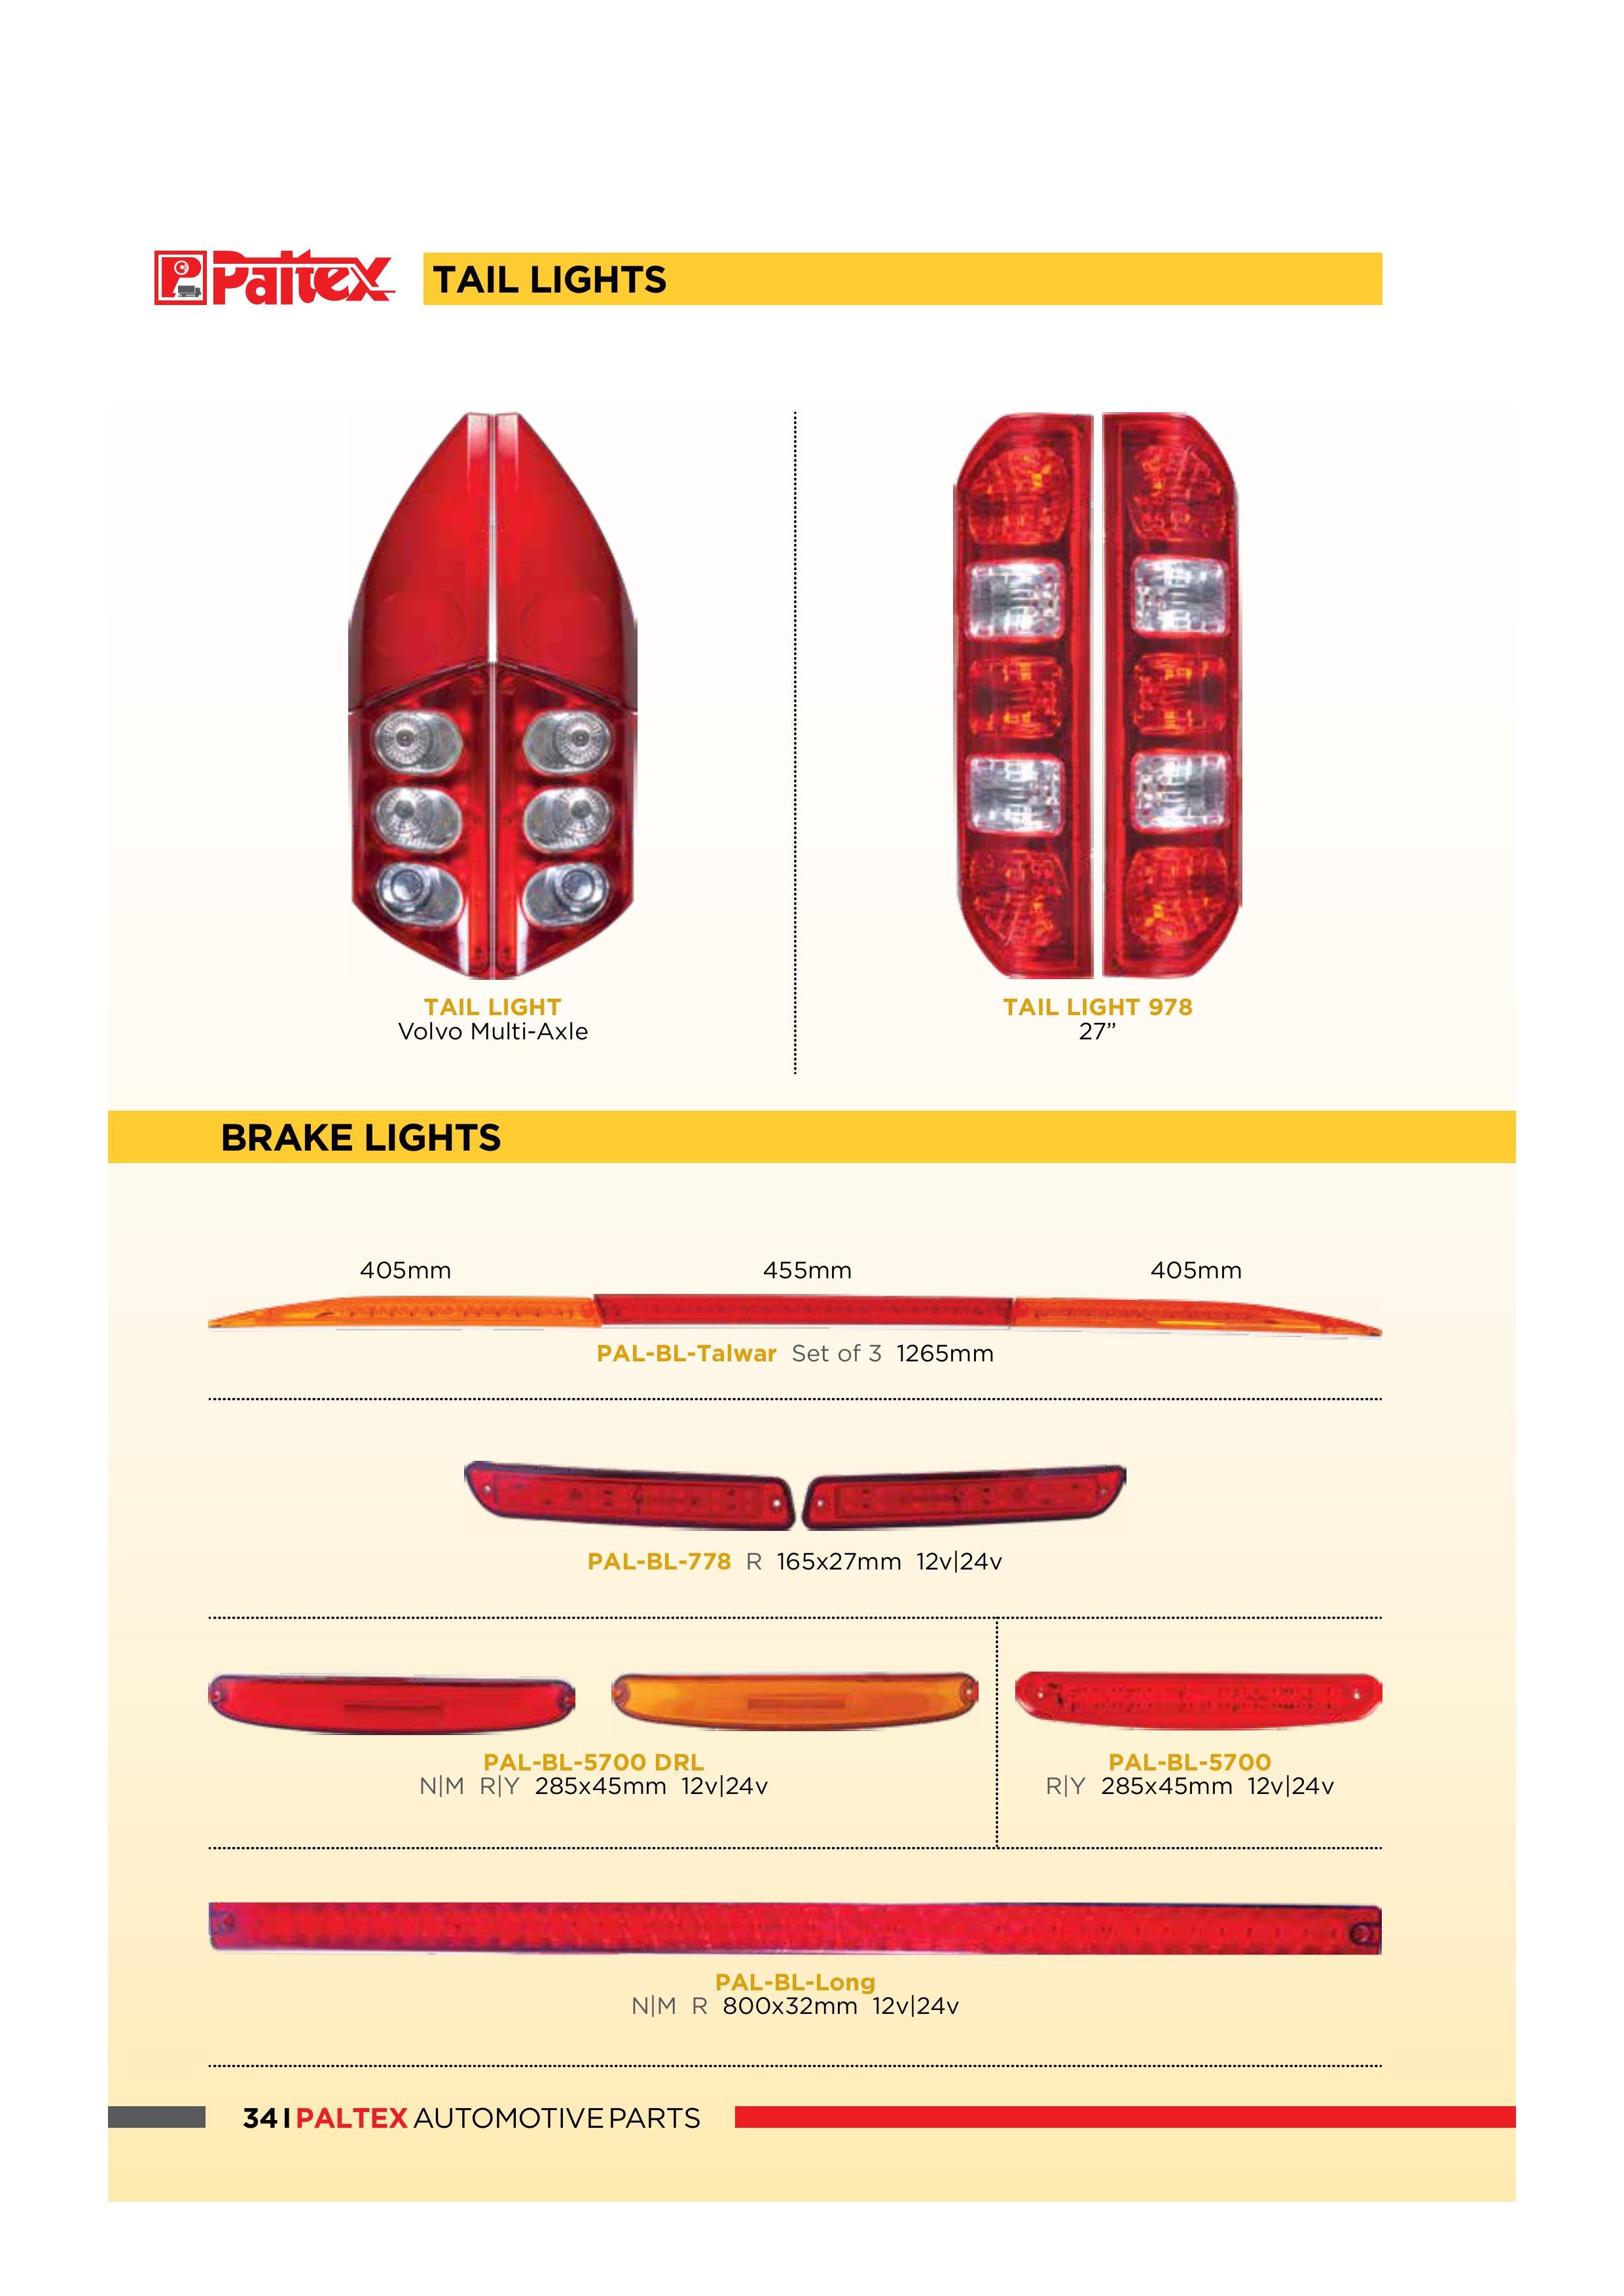 Paltex
TAIL LIGHTS
TAIL LIGHT
Volvo Multi-Axle
TAIL LIGHT 978
27”
BRAKE LIGHTS
405mm 455mm 405mm
PAL-BL-Talwar Set of 3 1265mm
PAL-BL-778 R 165x27mm 12v|24v
PAL-BL-5700 DRL
N|M R|Y 285x45mm 12v|24v
PAL-BL-5700
R|Y 285x45mm 12v|24v
PAL-BL-Long
N|M R 800x32mm 12v|24v
34 I PALTEX AUTOMOTIVE PARTS